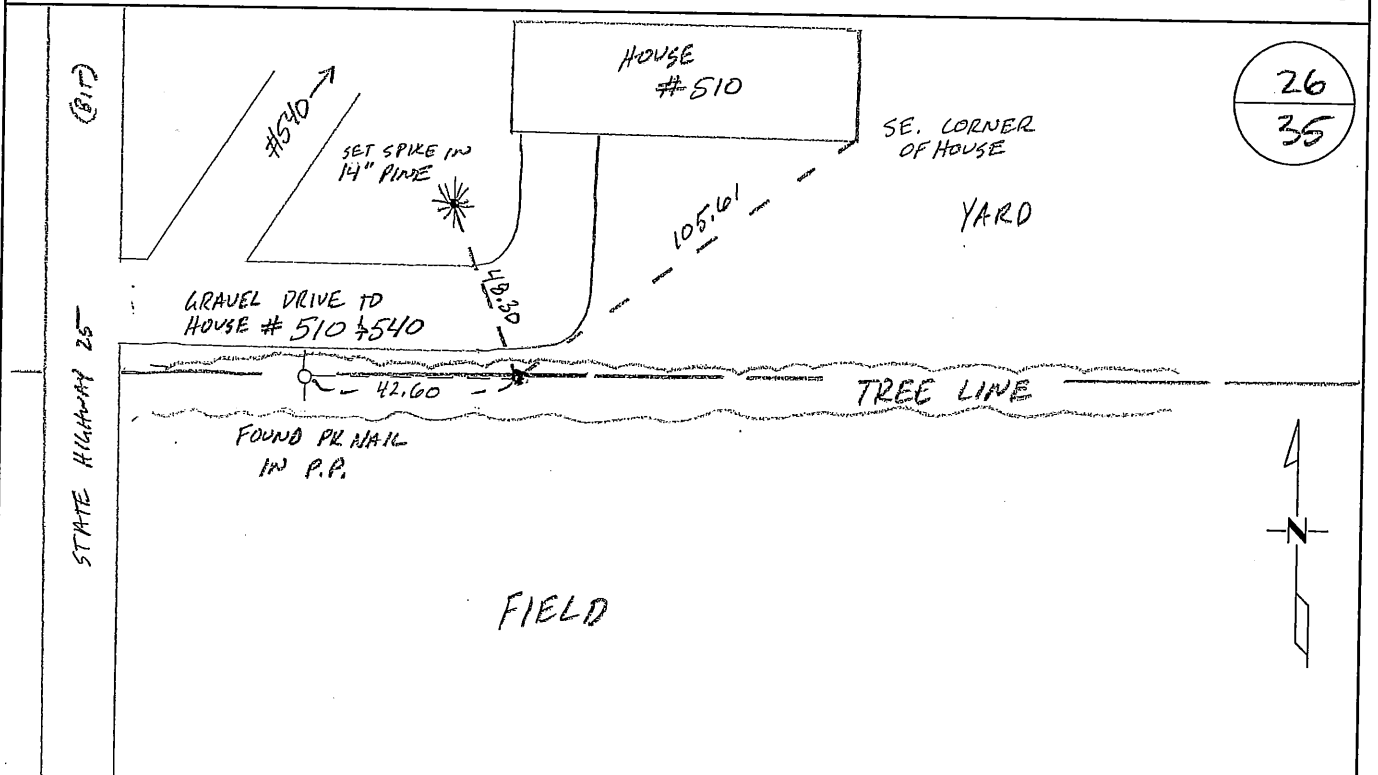 (BIT)
#540
HOUSE
#510
26
35
SET SPIKE IN
14" PINE
SE. CORNER
OF HOUSE
YARD
105.61
48.30
GRAVEL DRIVE TO
HOUSE # 510 & 540
STATE HIGHWAY 25
42.60
TREE LINE
FOUND PK NAIL
IN P.P.
N
FIELD